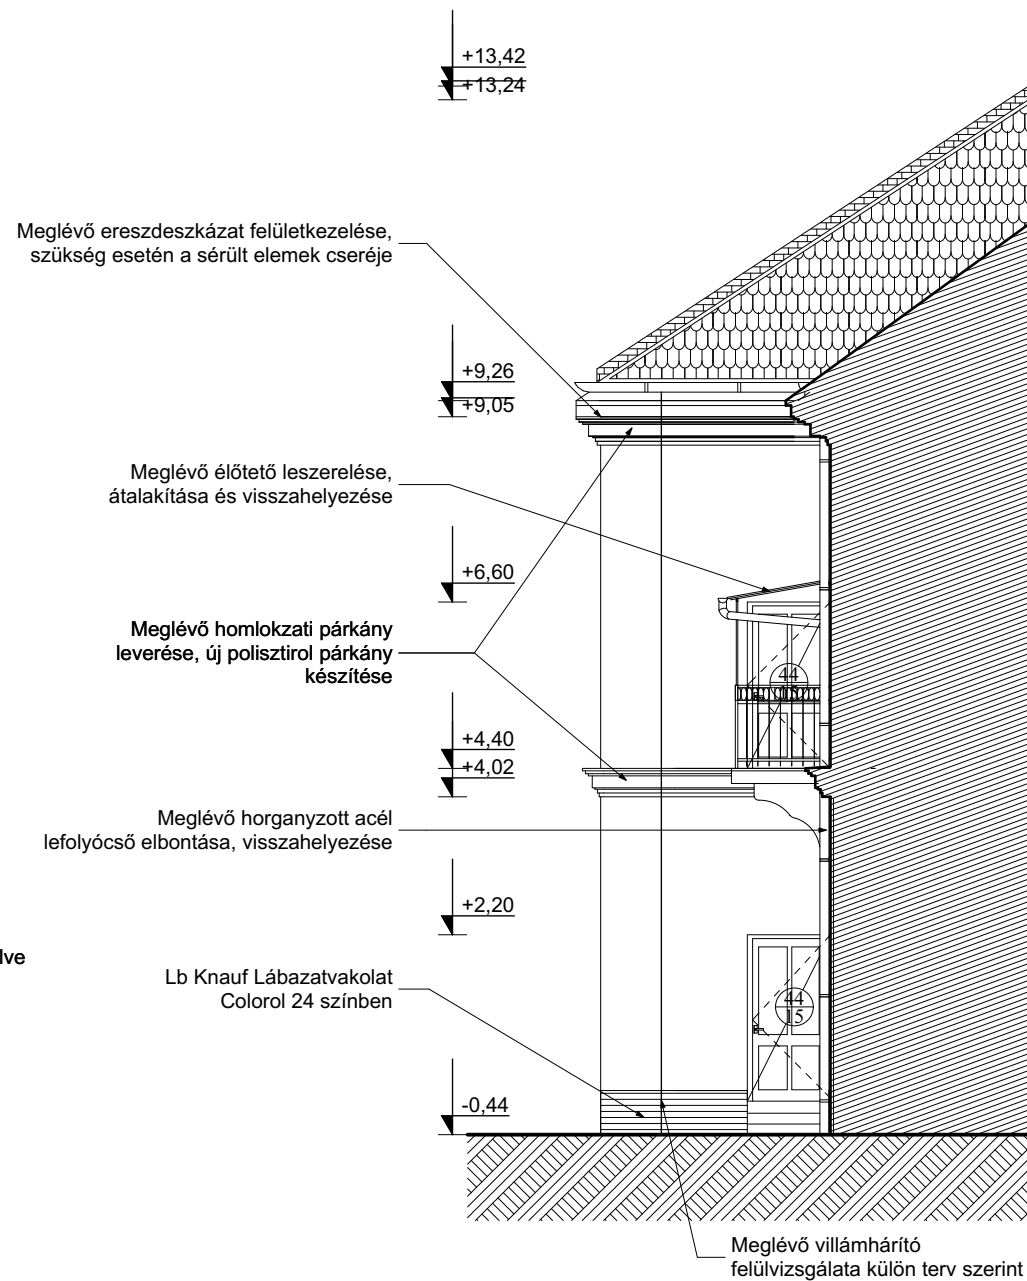 +13,42
+13,24
Meglévő ereszdeszkázat felületkezelése,
szükség esetén a sérült elemek cseréje
+9,26
+9,05
Meglévő élőtető leszerelése,
átalakítása és visszahelyezése
+6,60
Meglévő homlokzati párkány
leverése, új polisztirol párkány
készítése
44
15
+4,40
+4,02
Meglévő horganyzott acél
lefolyócső elbontása, visszahelyezése
+2,20
lve
Lb Knauf Lábazatvakolat
Colorol 24 színben
44
15
-0,44
Meglévő villámhárító
felülvizsgálata külön terv szerint